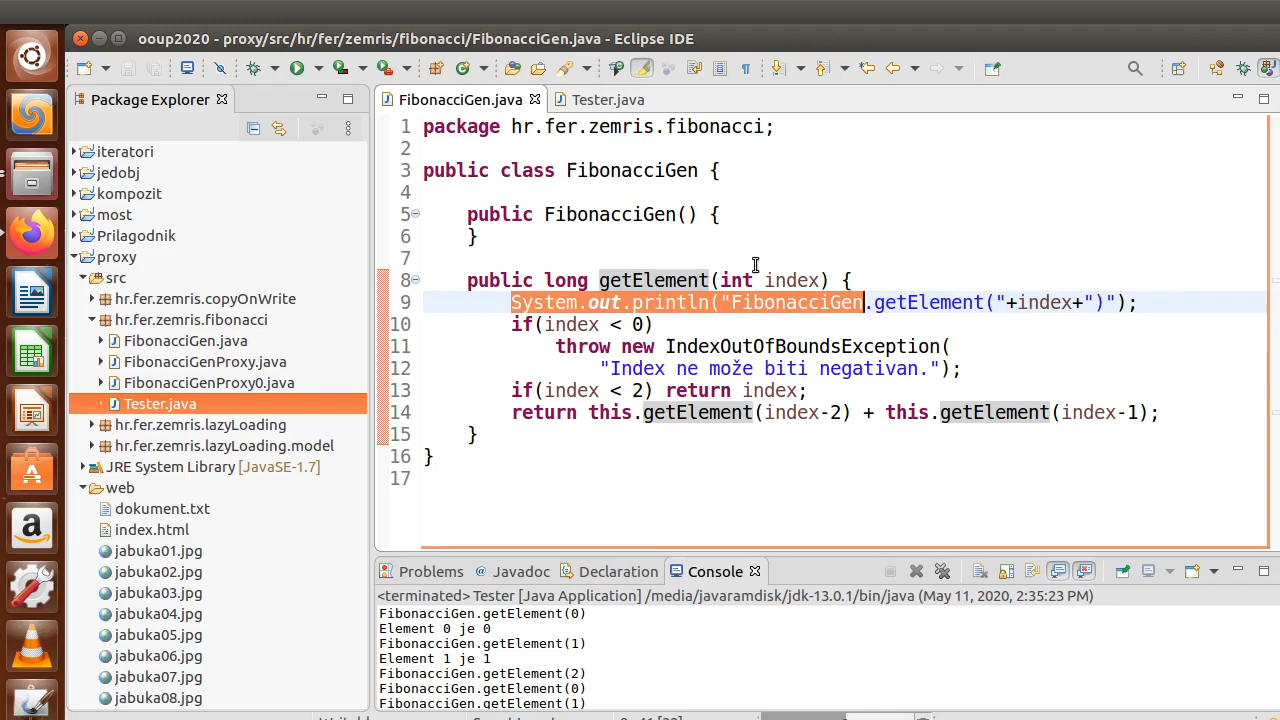 ooup2020 - proxy/src/hr/fer/zemris/fibonacci/FibonacciGen.java - Eclipse IDE
Package Explorer
iteratori
jedobj
kompozit
most
Prilagodnik
proxy
src
hr.fer.zemris.copyOnWrite
hr.fer.zemris.fibonacci
FibonacciGen.java
FibonacciGenProxy.java
FibonacciGenProxy0.java
Tester.java
hr.fer.zemris.lazyLoading
hr.fer.zemris.lazyLoading.model
JRE System Library [JavaSE-1.7]
web
dokument.txt
index.html
jabuka01.jpg
jabuka02.jpg
jabuka03.jpg
jabuka04.jpg
jabuka05.jpg
jabuka06.jpg
jabuka07.jpg
jabuka08.jpg
FibonacciGen.java Tester.java
1 package hr.fer.zemris.fibonacci;
2
3 public class FibonacciGen {
4
5 public FibonacciGen() {
6 }
7
8 public long getElement(int index) {
9 System.out.println("FibonacciGen.getElement("+index+")");
10 if(index < 0)
11 throw new IndexOutOfBoundsException(
12 "Index ne može biti negativan.");
13 if(index < 2) return index;
14 return this.getElement(index-2) + this.getElement(index-1);
15 }
16 }
17
Problems @ Javadoc Declaration Console
<terminated> Tester [Java Application] /media/javaramdisk/jdk-13.0.1/bin/java (May 11, 2020, 2:35:23 PM)
FibonacciGen.getElement(0)
Element 0 je 0
FibonacciGen.getElement(1)
Element 1 je 1
FibonacciGen.getElement(2)
FibonacciGen.getElement(0)
FibonacciGen.getElement(1)